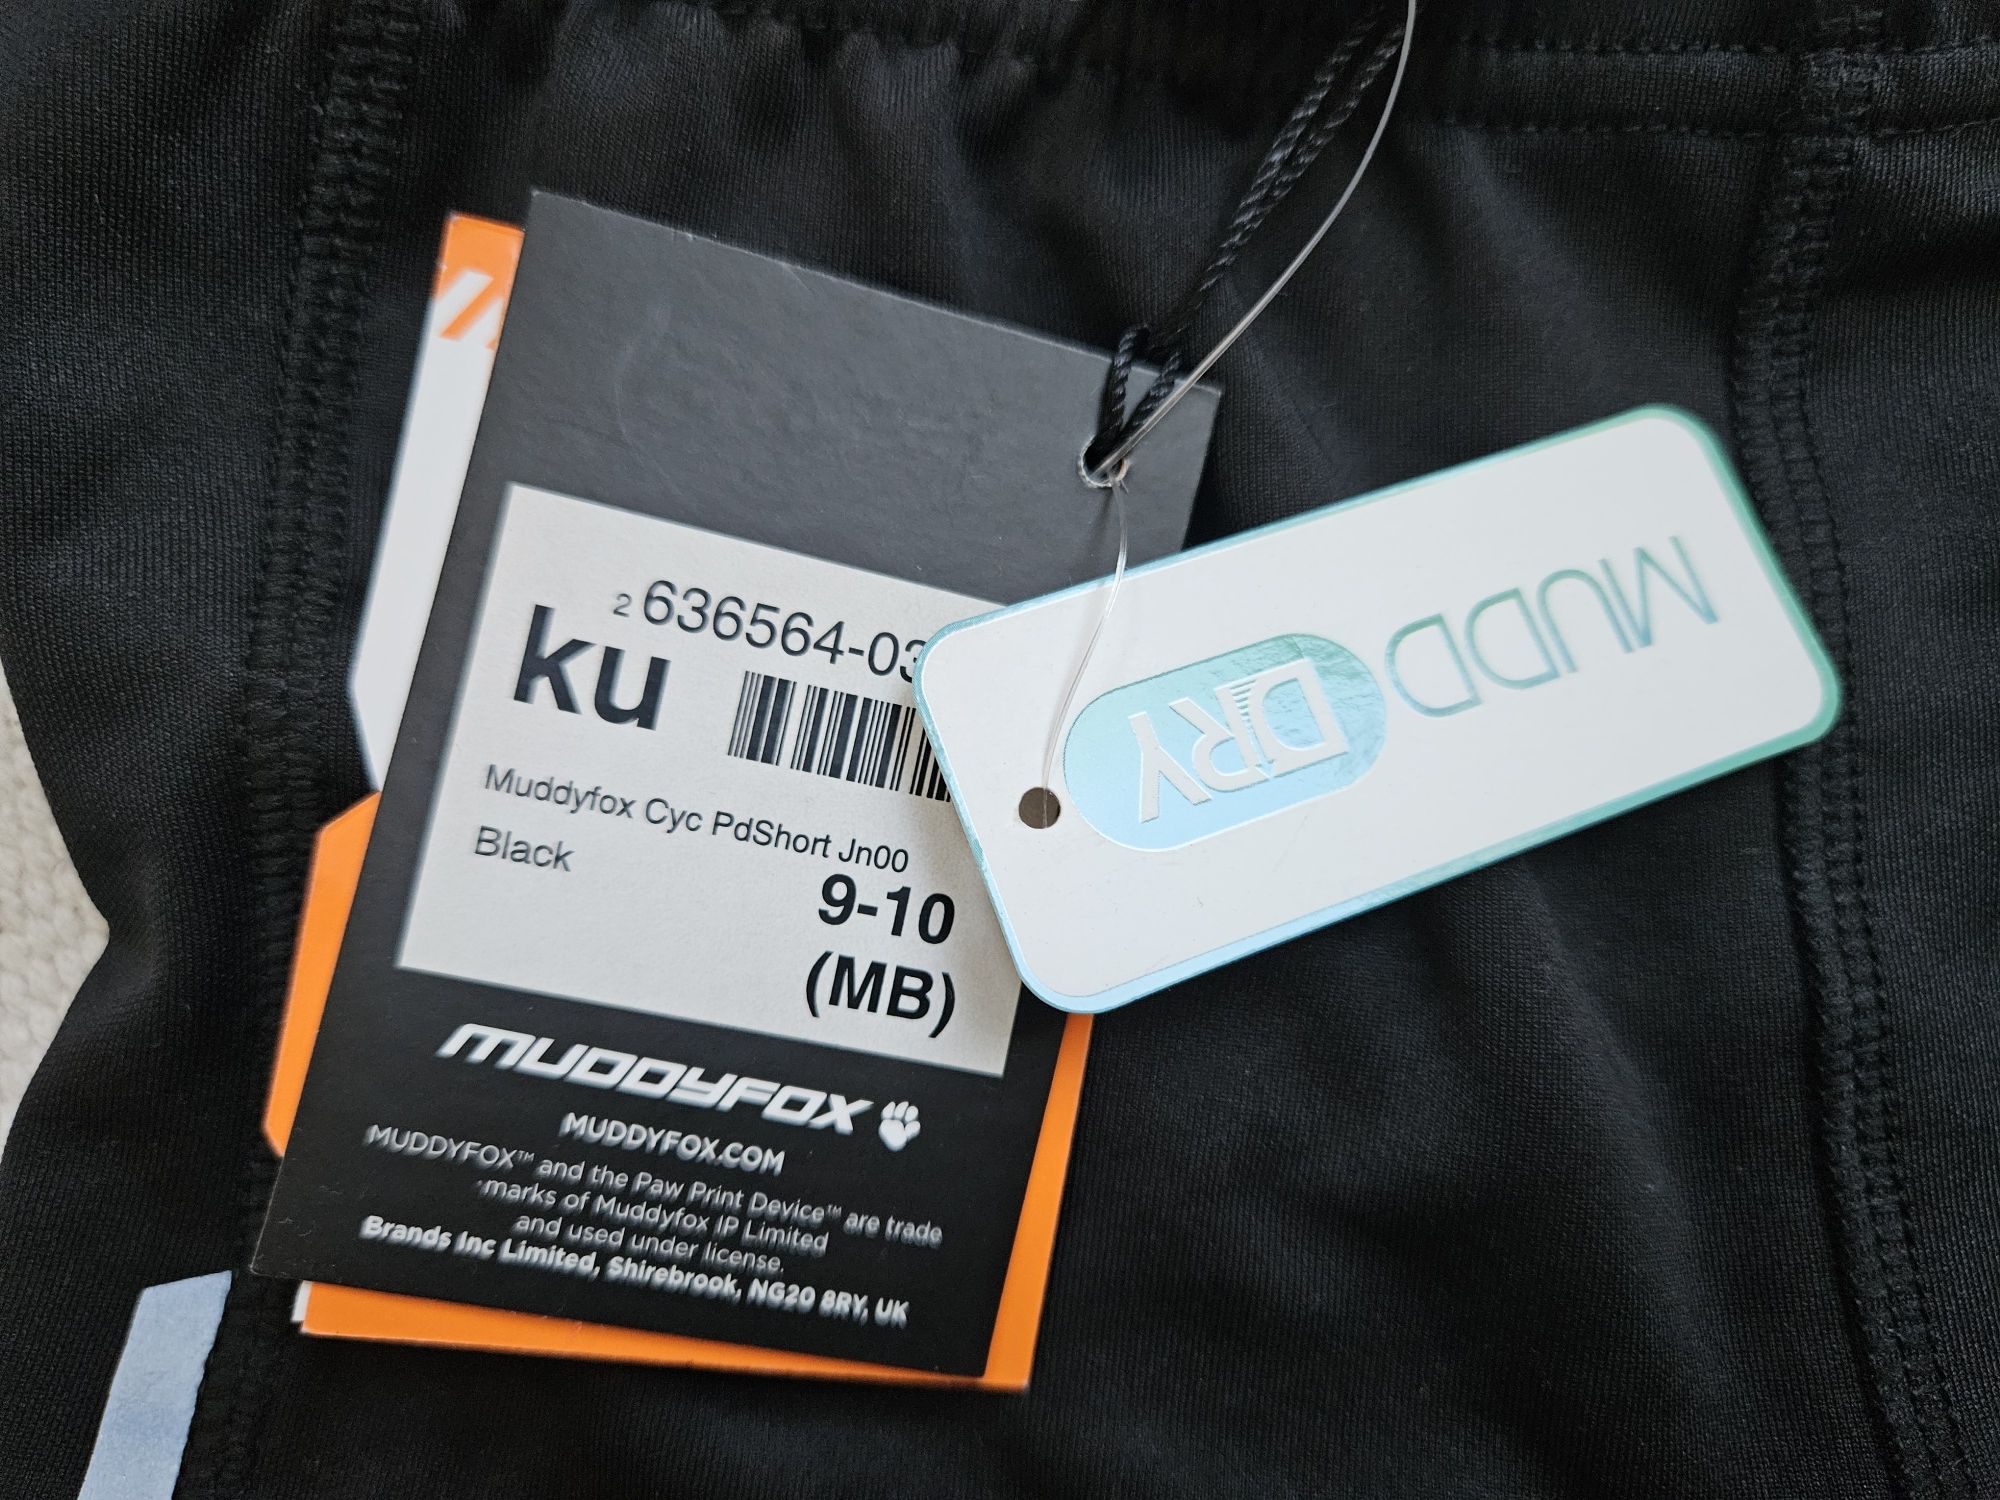 2 636564-03
ku
Muddyfox Cyc PdShort Jn00
Black
9-10
(MB)
MUDDYFOX
MUDDYFOX.COM
MUDDYFOX™ and the Paw Print Device™ are trade
marks of Muddyfox IP Limited
and used under license.
Brands Inc Limited, Shirebrook, NG20 8RY, UK
MUDD DRY